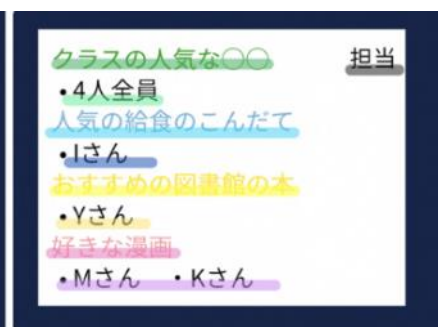 クラスの人気な○○ 担当
・4人全員
人気の給食のこんだて
・Iさん
おすすめの図書館の本
・Yさん
好きな漫画
・Mさん ・Kさん